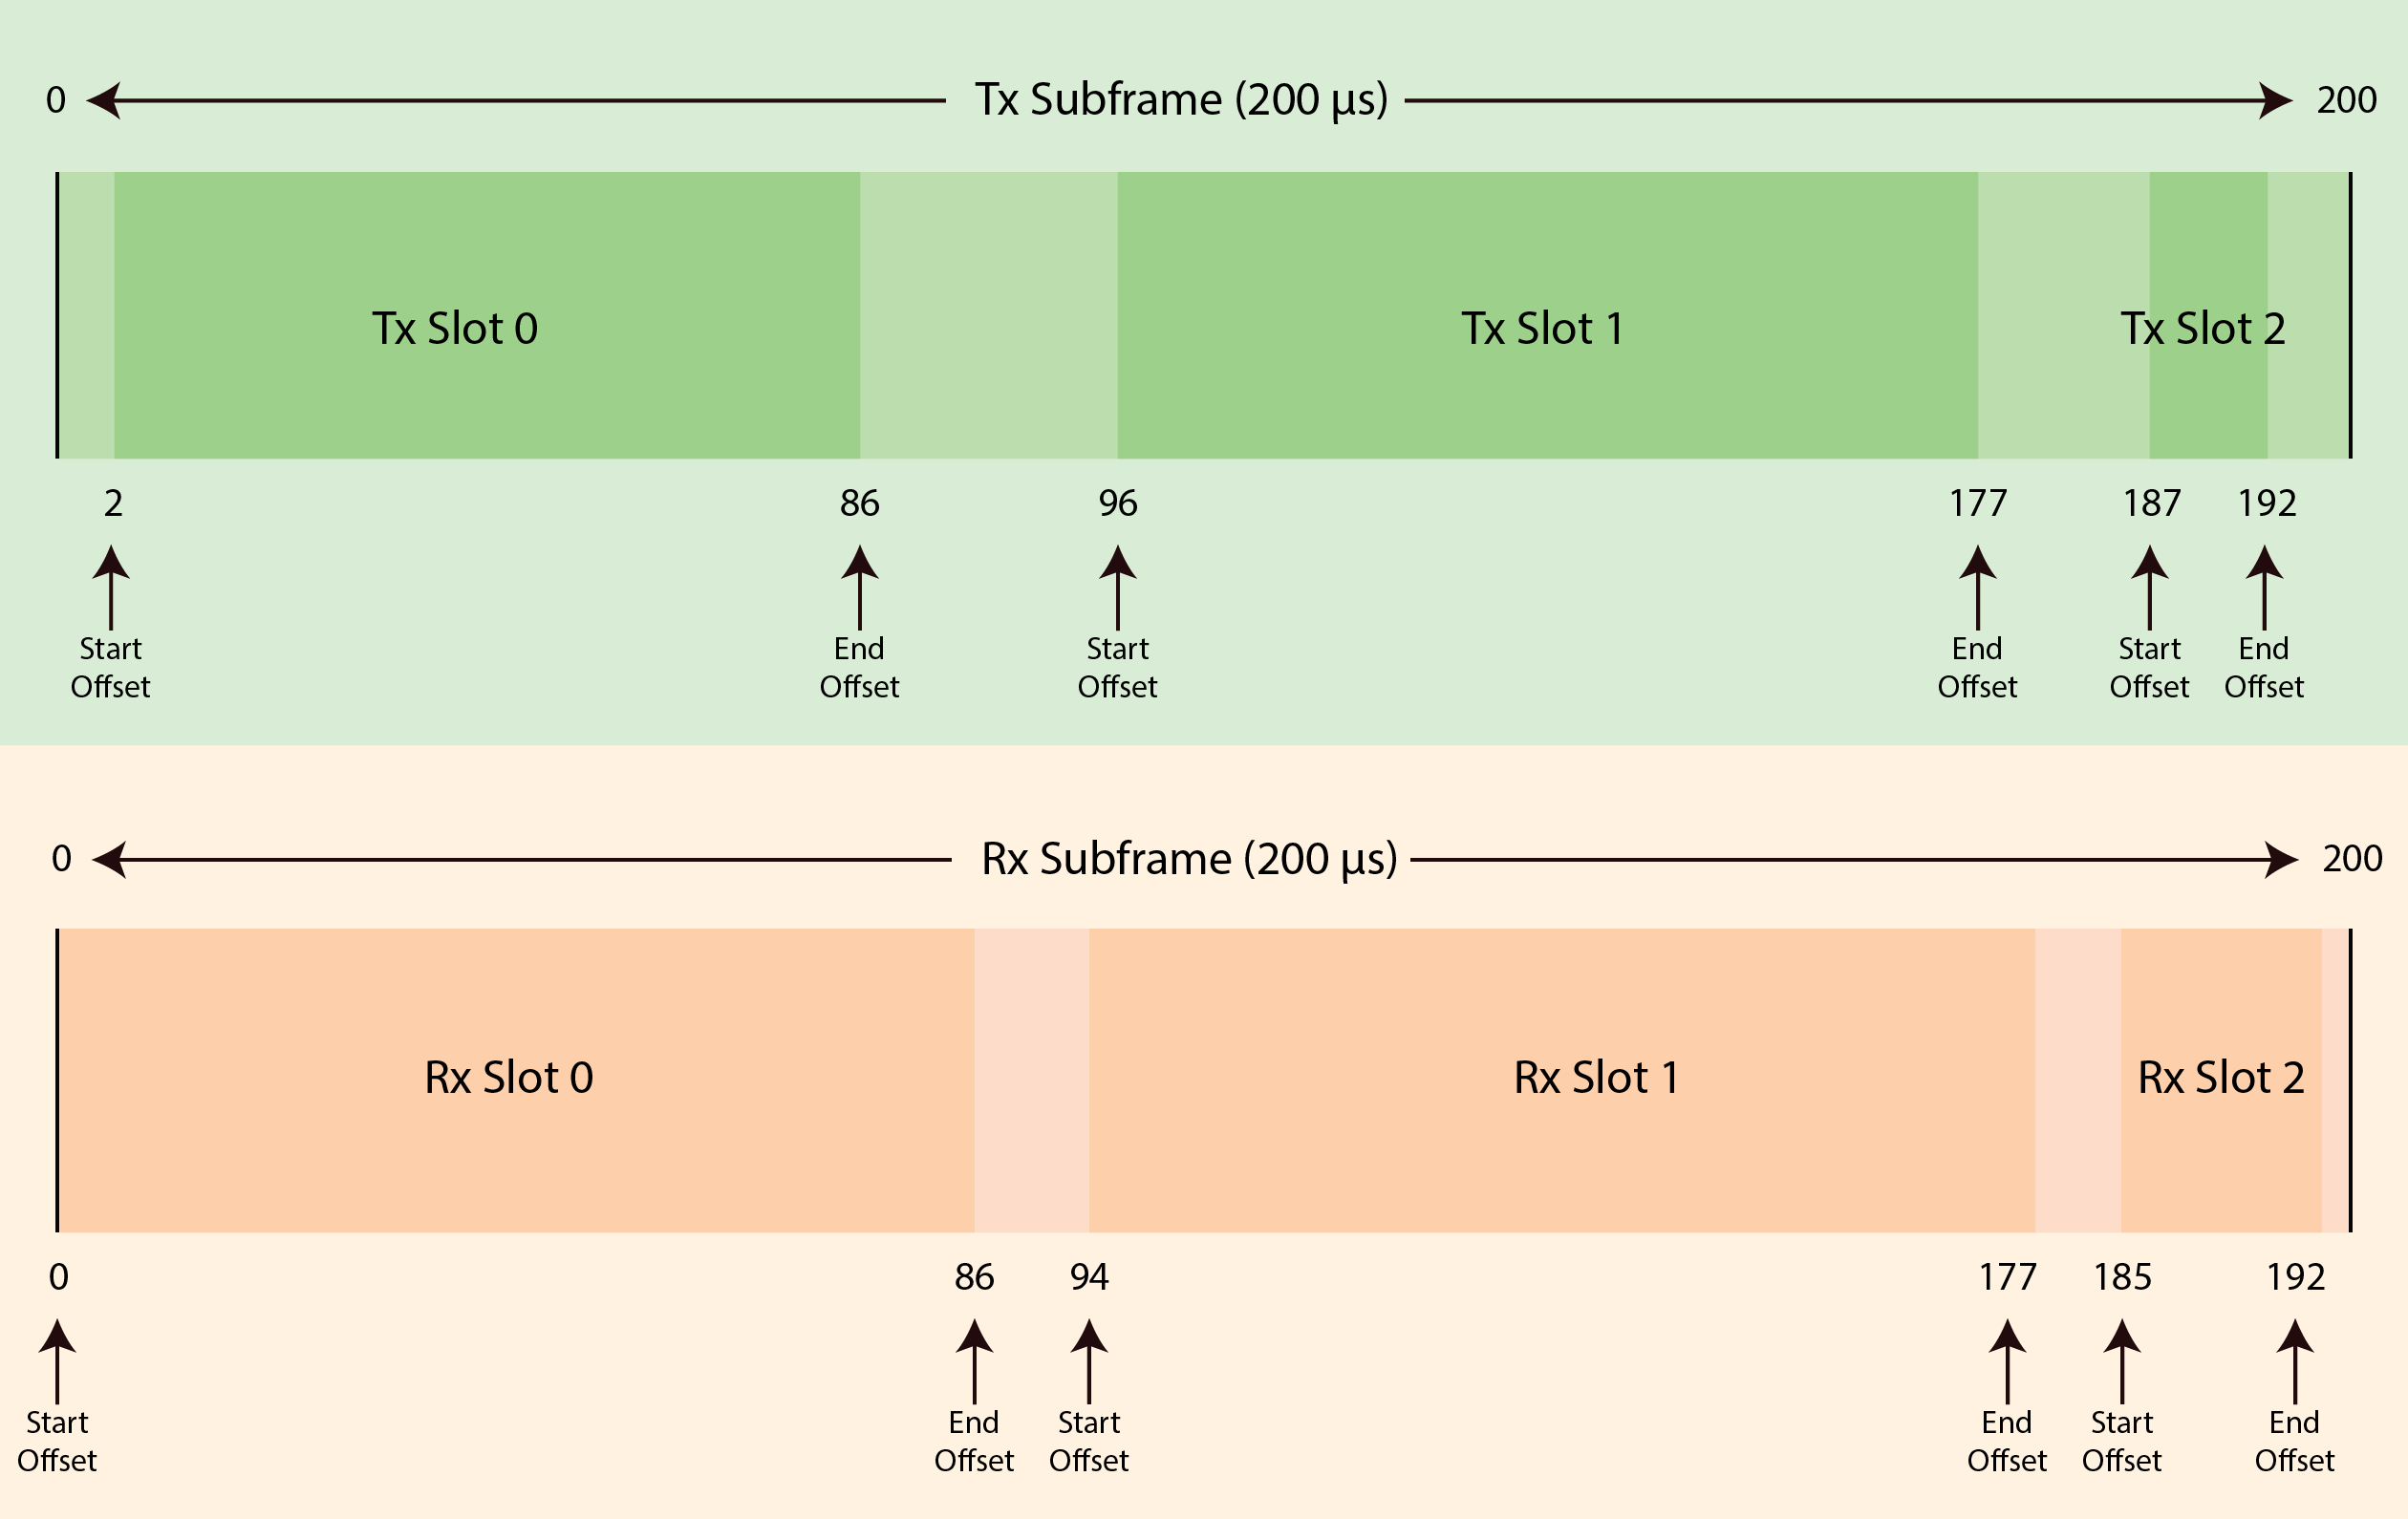 0 Tx Subframe (200 µs) 200
Tx Slot 0 Tx Slot 1 Tx Slot 2
2 86 96 177 187 192
Start End Start End Start End
Offset Offset Offset Offset Offset Offset
0 Rx Subframe (200 µs) 200
Rx Slot 0 Rx Slot 1 Rx Slot 2
0 86 94 177 185 192
Start End Start End Start End
Offset Offset Offset Offset Offset Offset